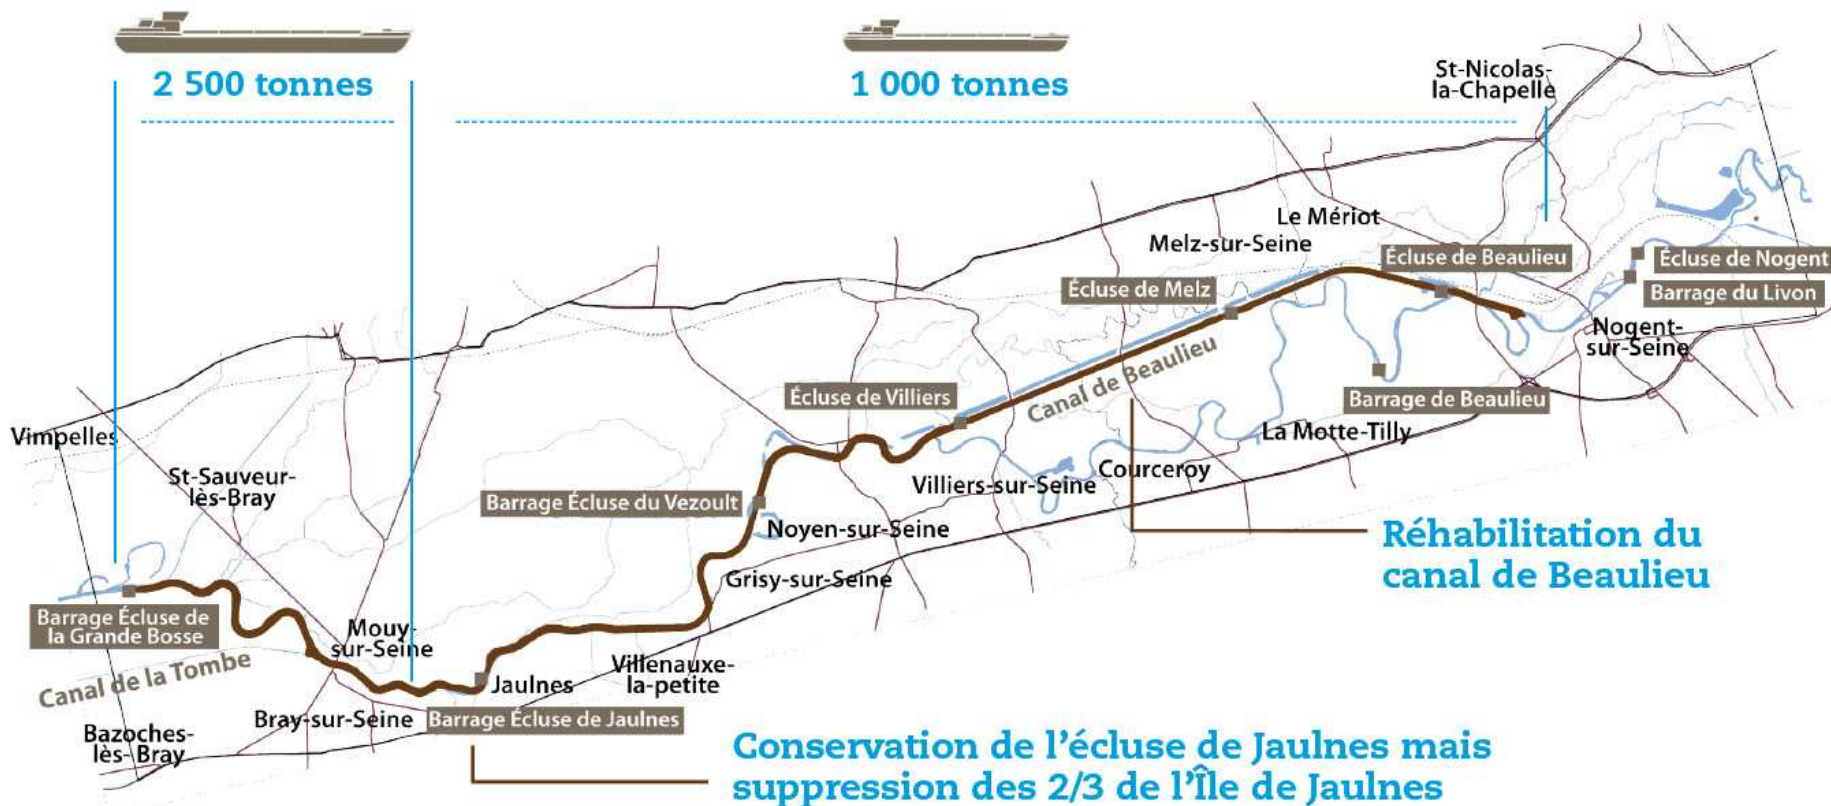 2 500 tonnes
1 000 tonnes
St-Nicolas-
la-Chapelle
Le Mériot
Melz-sur-Seine
Écluse de Beaulieu
Écluse de Nogent
Barrage du Livon
Écluse de Melz
Nogent-
sur-Seine
Canal de Beaulieu
Écluse de Villiers
Barrage de Beaulieu
La Motte-Tilly
Vimpelles
St-Sauveur-
lès-Bray
Courceroy
Villiers-sur-Seine
Barrage Écluse du Vezoult
Noyen-sur-Seine
Réhabilitation du
canal de Beaulieu
Grisy-sur-Seine
Barrage Écluse de
la Grande Bosse
Mouy-
sur-Seine
Canal de la Tombe
Villenauxe-
la-petite
Jaulnes
Bray-sur-Seine
Barrage Écluse de Jaulnes
Bazoches-
lès- Bray
Conservation de l'écluse de Jaulnes mais
suppression des 2/3 de l'Île de Jaulnes